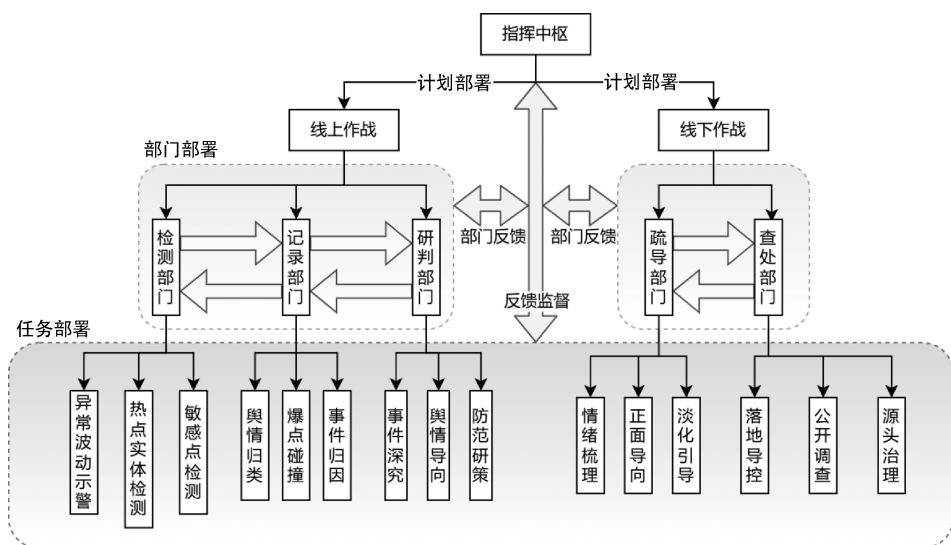 指挥中枢
计划部署
计划部署
线上作战
线下作战
部门部署
检测部门
记录部门
研判部门
部门反馈
部门反馈
疏导部门
查处部门
反馈监督
任务部署
异常波动示警
热点实体检测
敏感点检测
舆情归类
爆点碰撞
事件归因
事件深究
舆情导向
防范研策
情绪梳理
正面导向
淡化引导
落地导控
公开调查
源头治理